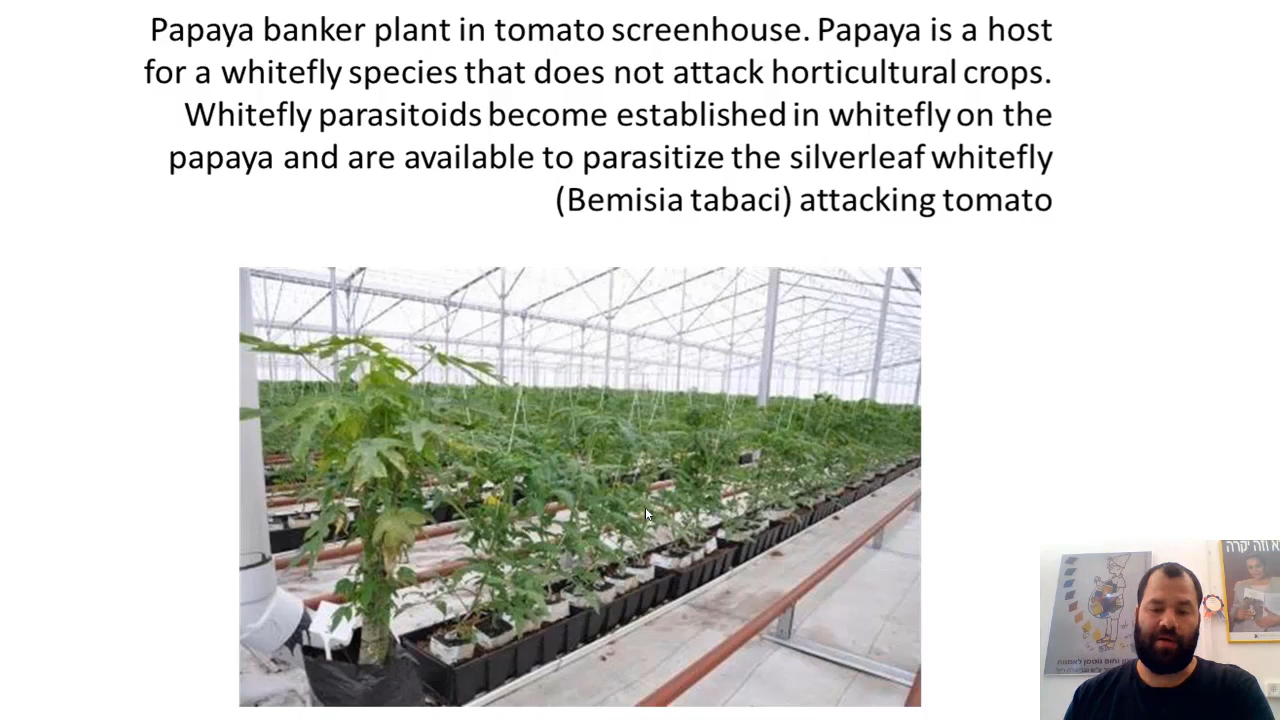 Papaya banker plant in tomato screenhouse. Papaya is a host
for a whitefly species that does not attack horticultural crops.
Whitefly parasitoids become established in whitefly on the
papaya and are available to parasitize the silverleaf whitefly
(Bemisia tabaci) attacking tomato
א וזה יקרה